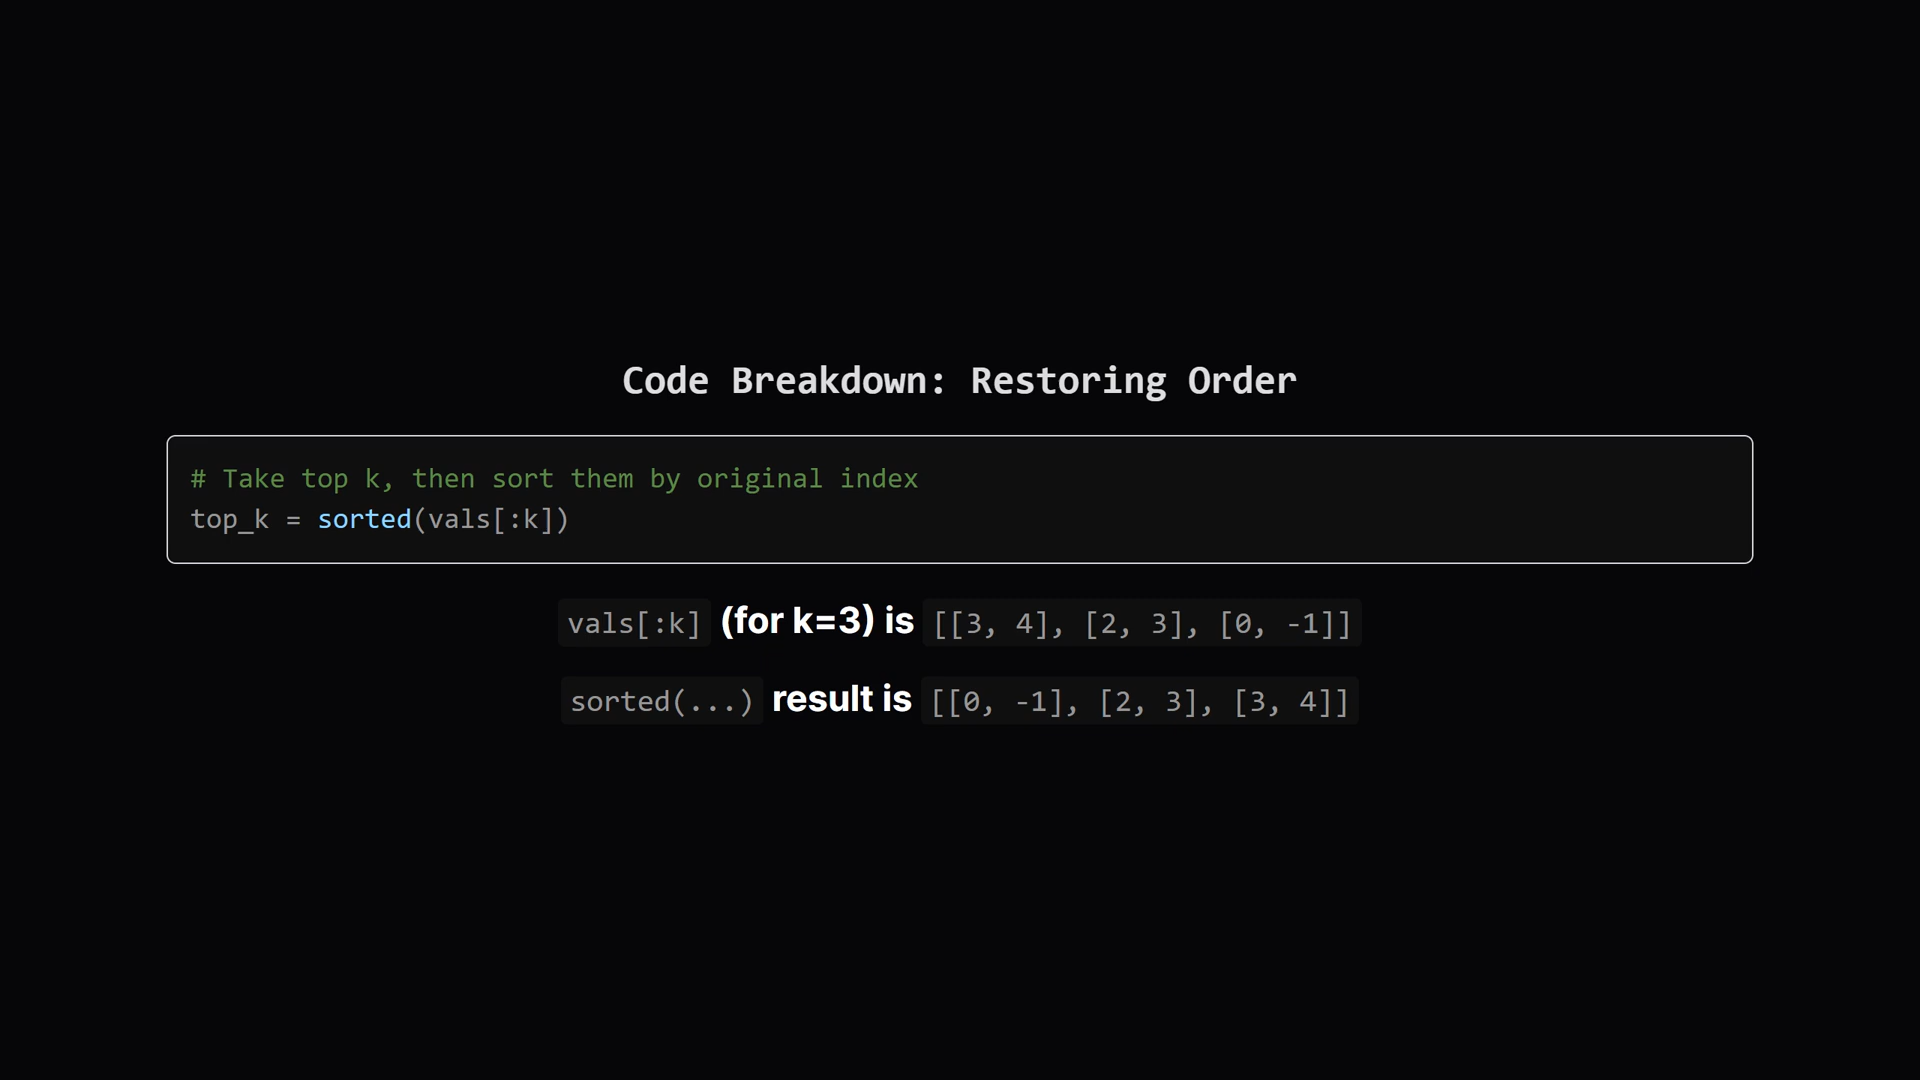 Code Breakdown: Restoring Order
# Take top k, then sort them by original index
top_k = sorted(vals[:k])
vals[:k] (for k=3) is [[3, 4], [2, 3], [0, -1]]
sorted(...) result is [[0, -1], [2, 3], [3, 4]]